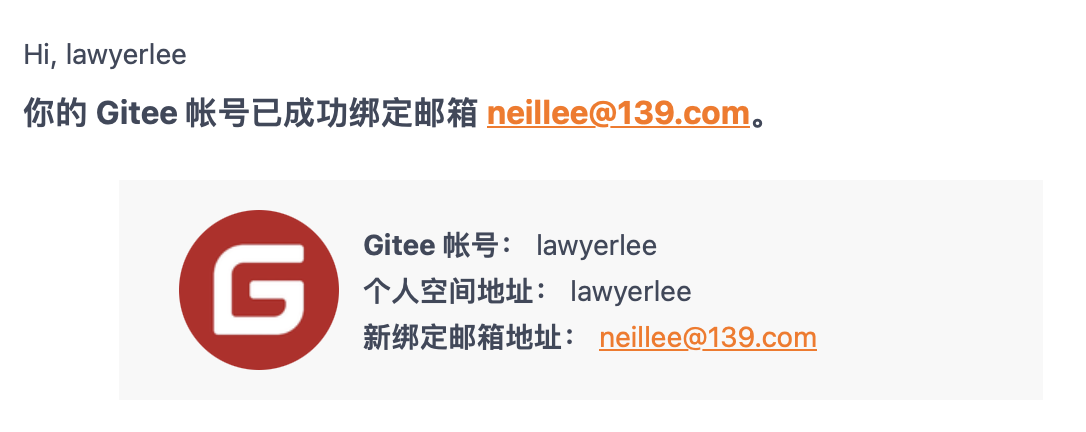 Hi, lawyerlee
你的 Gitee 帐号已成功绑定邮箱 neillee@139.com。
Gitee 帐号： lawyerlee
个人空间地址： lawyerlee
新绑定邮箱地址： neillee@139.com